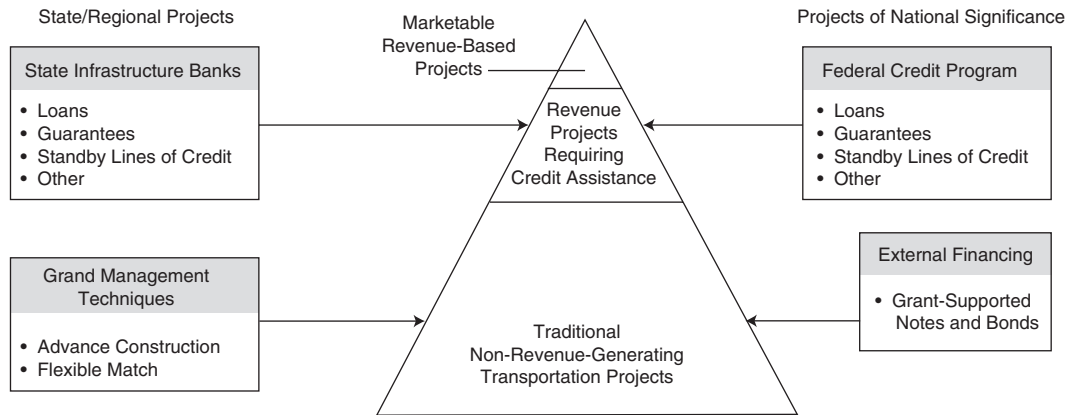 State/Regional Projects
State Infrastructure Banks
• Loans
• Guarantees
• Standby Lines of Credit
• Other
Grand Management
Techniques
• Advance Construction
• Flexible Match
Marketable
Revenue-Based
Projects
Revenue
Projects
Requiring
Credit Assistance
Traditional
Non-Revenue-Generating
Transportation Projects
Projects of National Significance
Federal Credit Program
• Loans
• Guarantees
• Standby Lines of Credit
• Other
External Financing
• Grant-Supported
Notes and Bonds